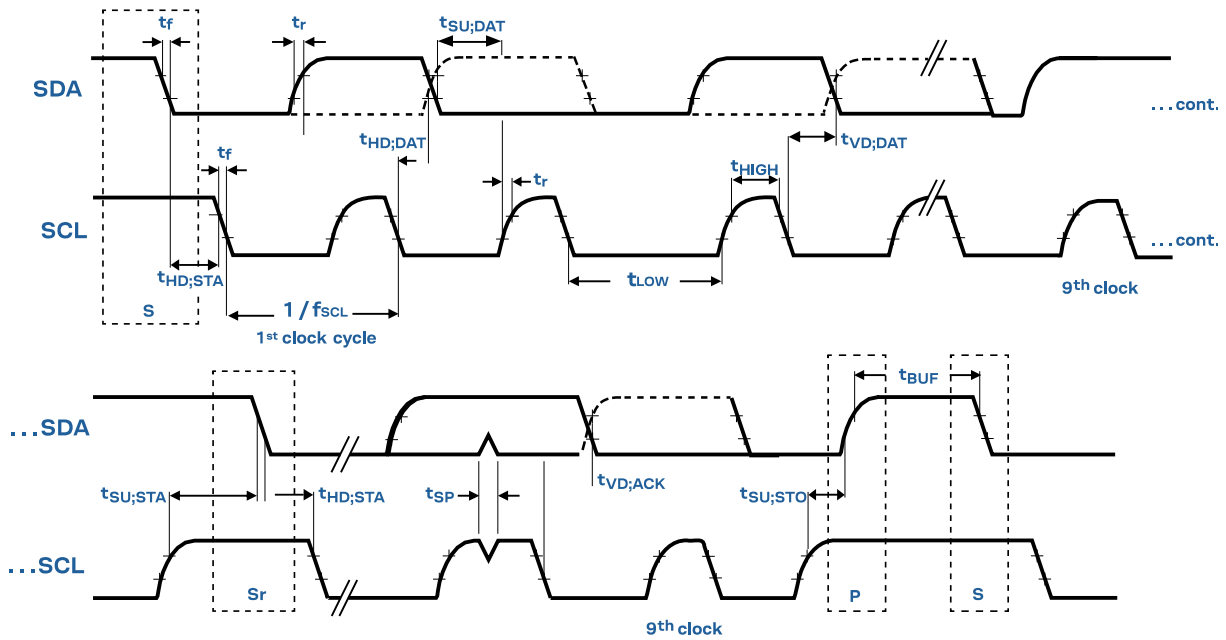 tf
tr
tSU;DAT
SDA
...cont.
tHD;DAT
tVD;DAT
tf
tr
tHIGH
SCL
...cont.
tHD;STA
tLOW
9th clock
S
1 / fSCL
1st clock cycle
tBUF
...SDA
tSU;STA
tHD;STA
tSP
tVD;ACK
tSU;STO
...SCL
Sr
P
S
9th clock